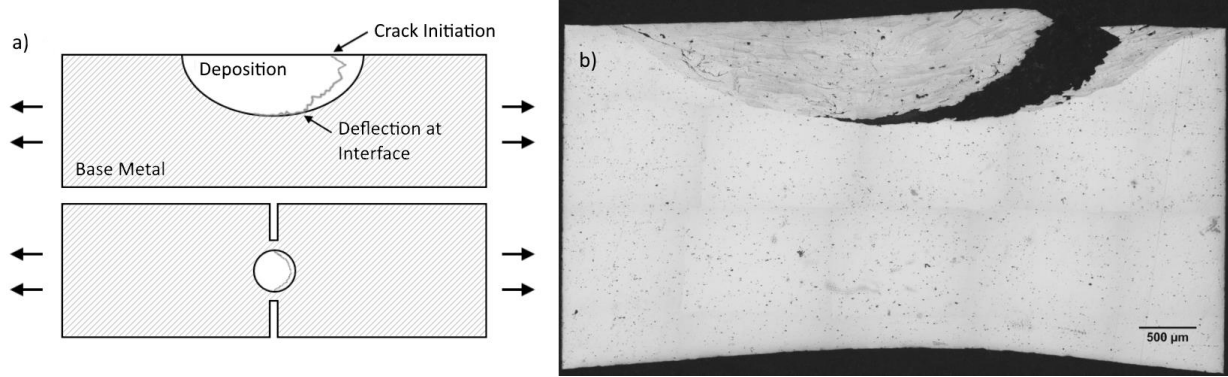 a)
Crack Initiation
Deposition
Deflection at
Interface
Base Metal
b)
500 µm